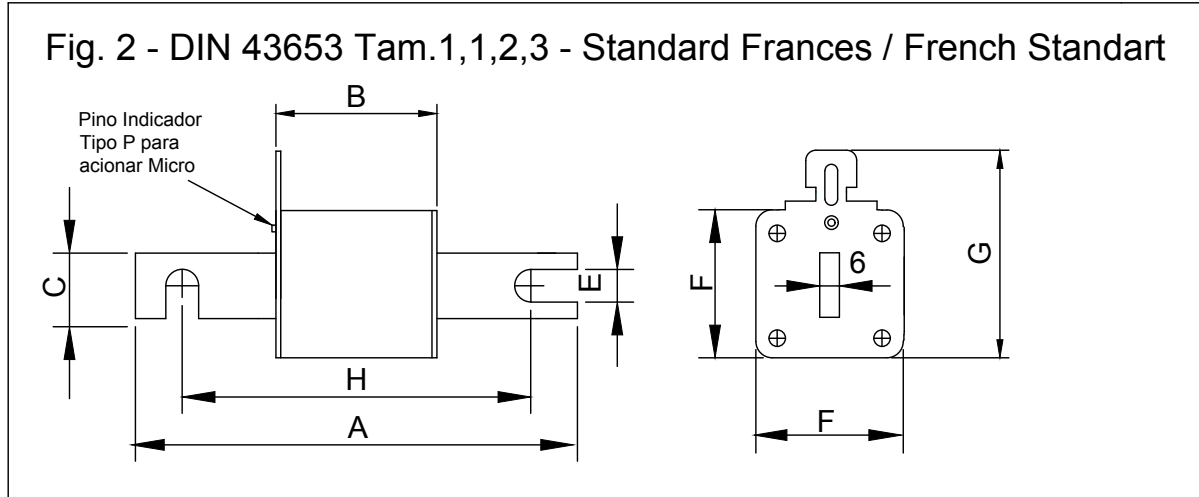 Fig. 2 - DIN 43653 Tam.1,1,2,3 - Standard Frances / French Standart
B
Pino Indicador
Tipo P para
acionar Micro
C
E
H
A
F
6
G
F